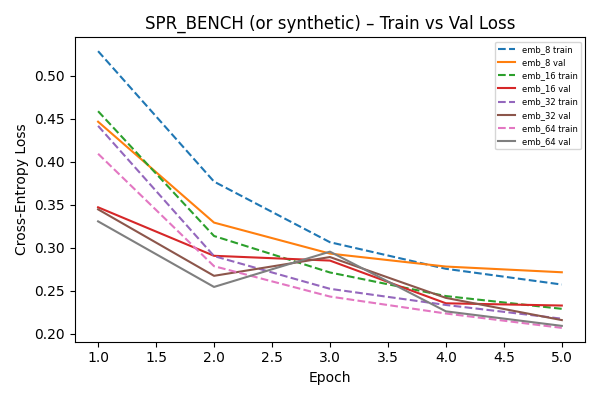 SPR_BENCH (or synthetic) – Train vs Val Loss
Cross-Entropy Loss
0.50
0.45
0.40
0.35
0.30
0.25
0.20
emb_8 train
emb_8 val
emb_16 train
emb_16 val
emb_32 train
emb_32 val
emb_64 train
emb_64 val
1.0 1.5 2.0 2.5 3.0 3.5 4.0 4.5 5.0
Epoch